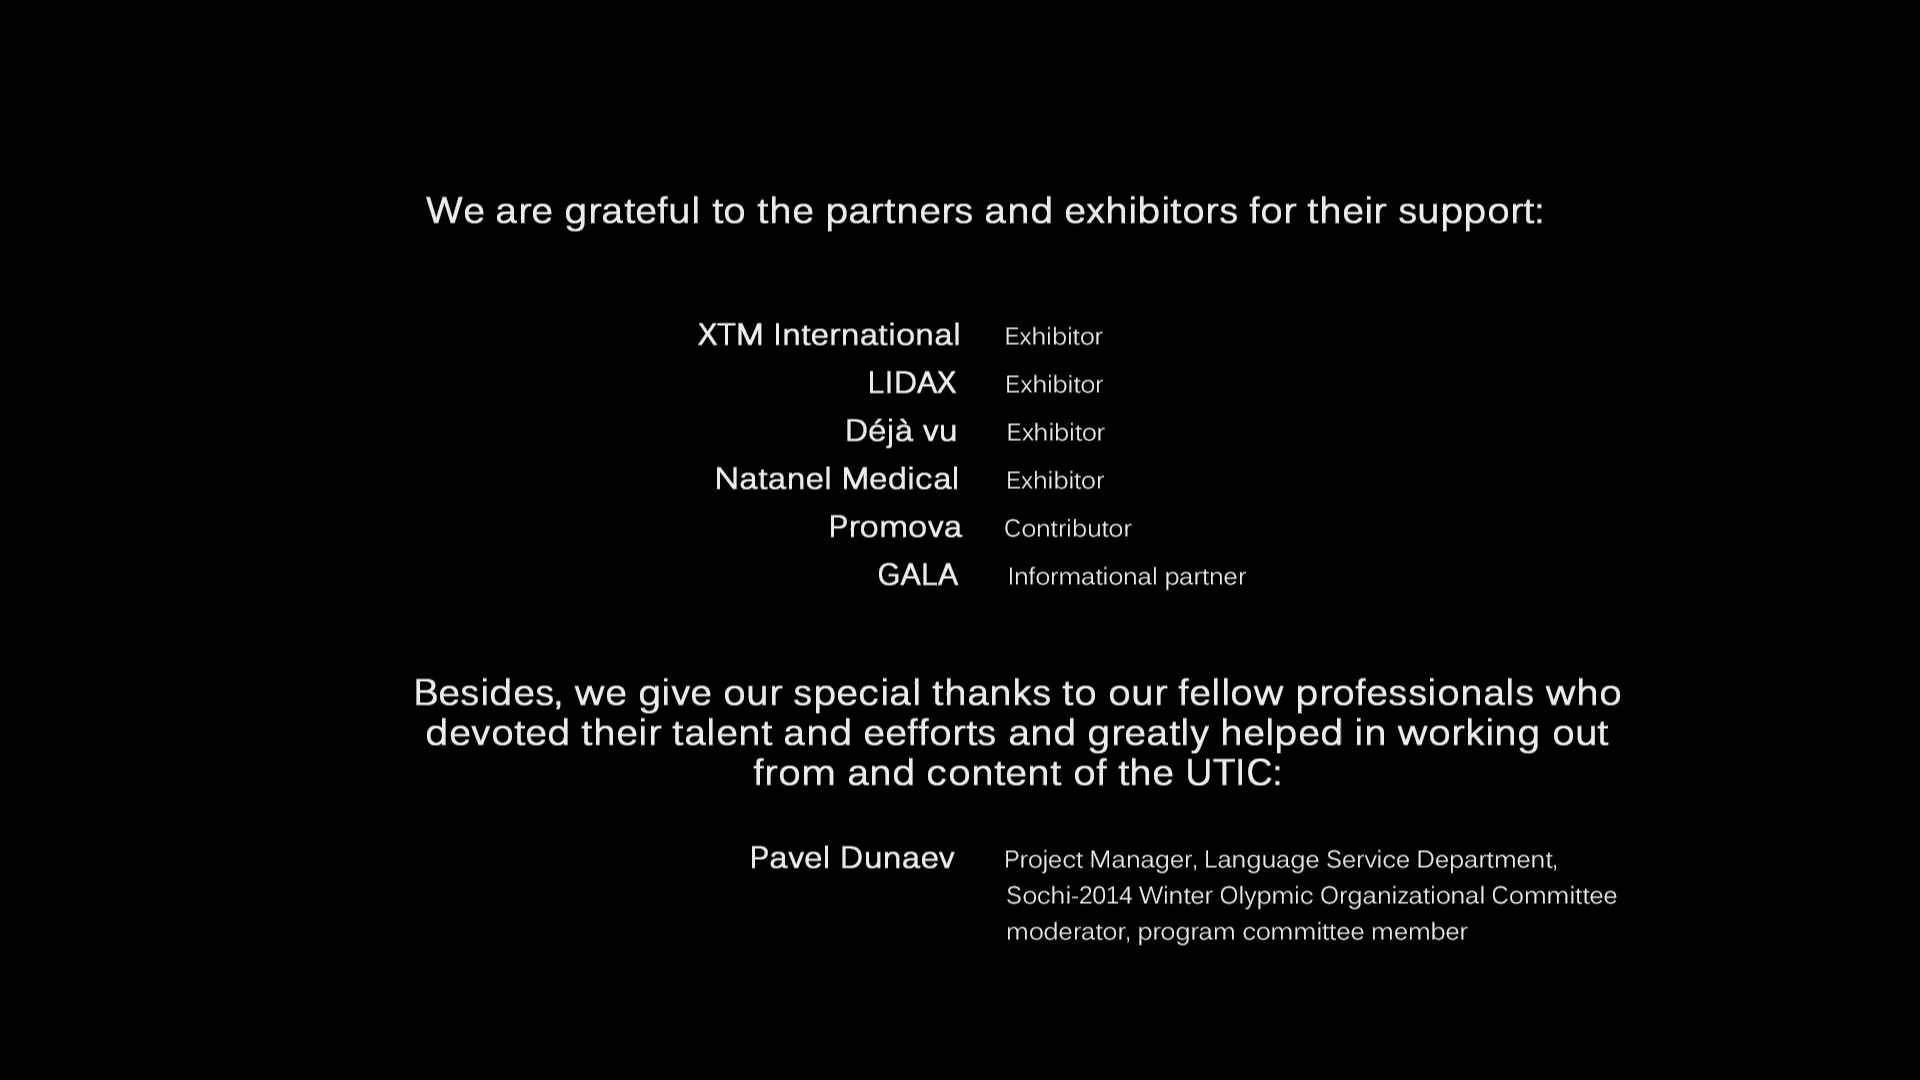 We are grateful to the partners and exhibitors for their support:
XTM International Exhibitor
LIDAX Exhibitor
Déjà vu Exhibitor
Natanel Medical Exhibitor
Promova Contributor
GALA Informational partner
Besides, we give our special thanks to our fellow professionals who
devoted their talent and eefforts and greatly helped in working out
from and content of the UTIC:
Pavel Dunaev Project Manager, Language Service Department,
Sochi-2014 Winter Olypmic Organizational Committee
moderator, program committee member